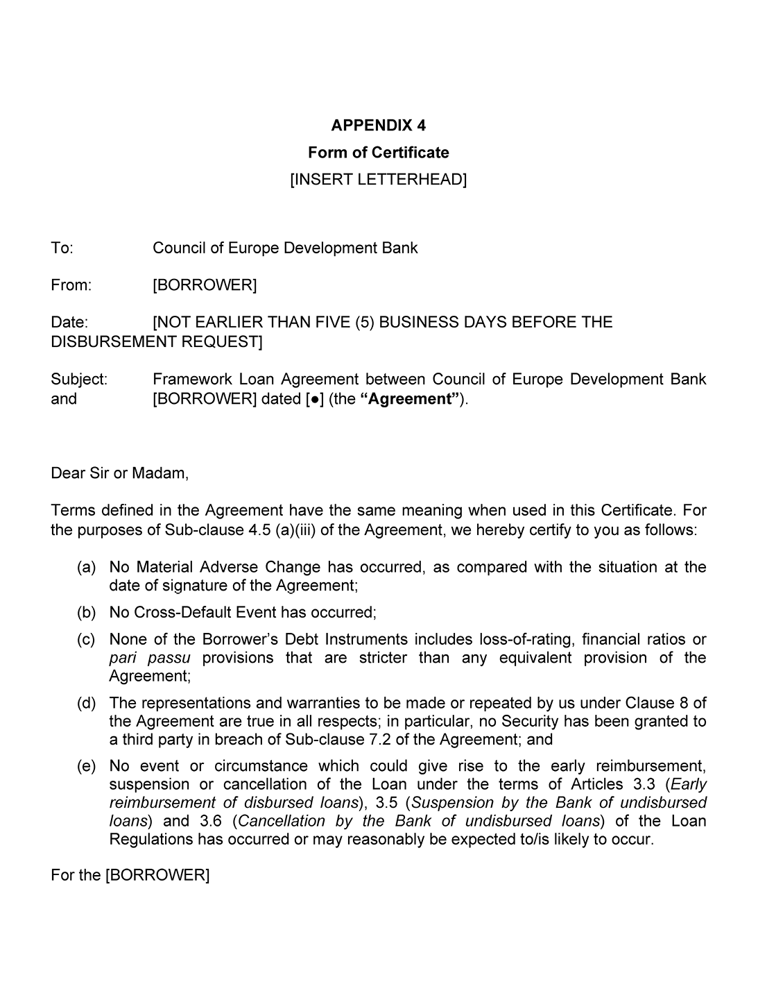 APPENDIX 4
Form of Certificate
[INSERT LETTERHEAD]
To: Council of Europe Development Bank
From: [BORROWER]
Date: [NOT EARLIER THAN FIVE (5) BUSINESS DAYS BEFORE THE
DISBURSEMENT REQUEST]
Subject: Framework Loan Agreement between Council of Europe Development Bank
and [BORROWER] dated [●] (the “Agreement”).
Dear Sir or Madam,
Terms defined in the Agreement have the same meaning when used in this Certificate. For
the purposes of Sub-clause 4.5 (a)(iii) of the Agreement, we hereby certify to you as follows:
(a) No Material Adverse Change has occurred, as compared with the situation at the
date of signature of the Agreement;
(b) No Cross-Default Event has occurred;
(c) None of the Borrower’s Debt Instruments includes loss-of-rating, financial ratios or
pari passu provisions that are stricter than any equivalent provision of the
Agreement;
(d) The representations and warranties to be made or repeated by us under Clause 8 of
the Agreement are true in all respects; in particular, no Security has been granted to
a third party in breach of Sub-clause 7.2 of the Agreement; and
(e) No event or circumstance which could give rise to the early reimbursement,
suspension or cancellation of the Loan under the terms of Articles 3.3 (Early
reimbursement of disbursed loans), 3.5 (Suspension by the Bank of undisbursed
loans) and 3.6 (Cancellation by the Bank of undisbursed loans) of the Loan
Regulations has occurred or may reasonably be expected to/is likely to occur.
For the [BORROWER]